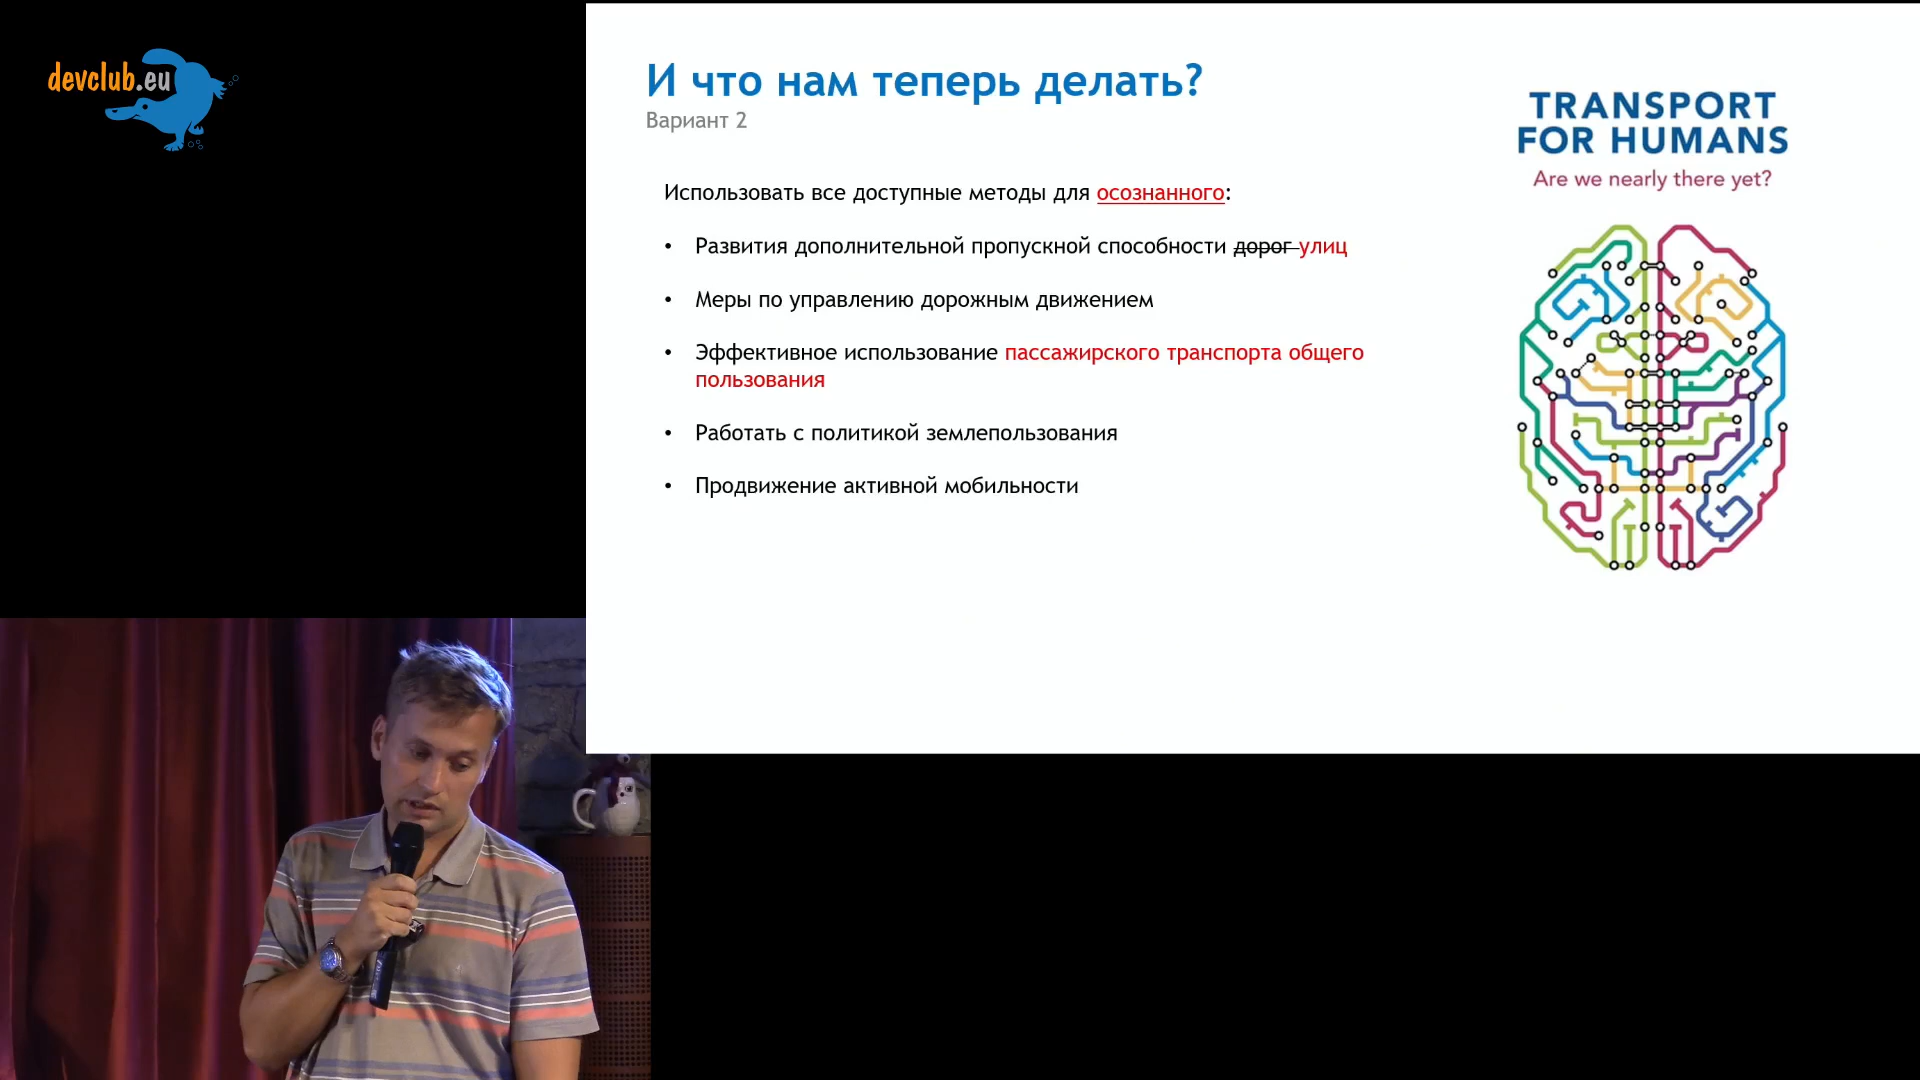 devclub.eu
И что нам теперь делать?
Вариант 2
Использовать все доступные методы для осознанного:
• Развития дополнительной пропускной способности дорог улиц
• Меры по управлению дорожным движением
• Эффективное использование пассажирского транспорта общего
пользования
• Работать с политикой землепользования
• Продвижение активной мобильности
TRANSPORT
FOR HUMANS
Are we nearly there yet?